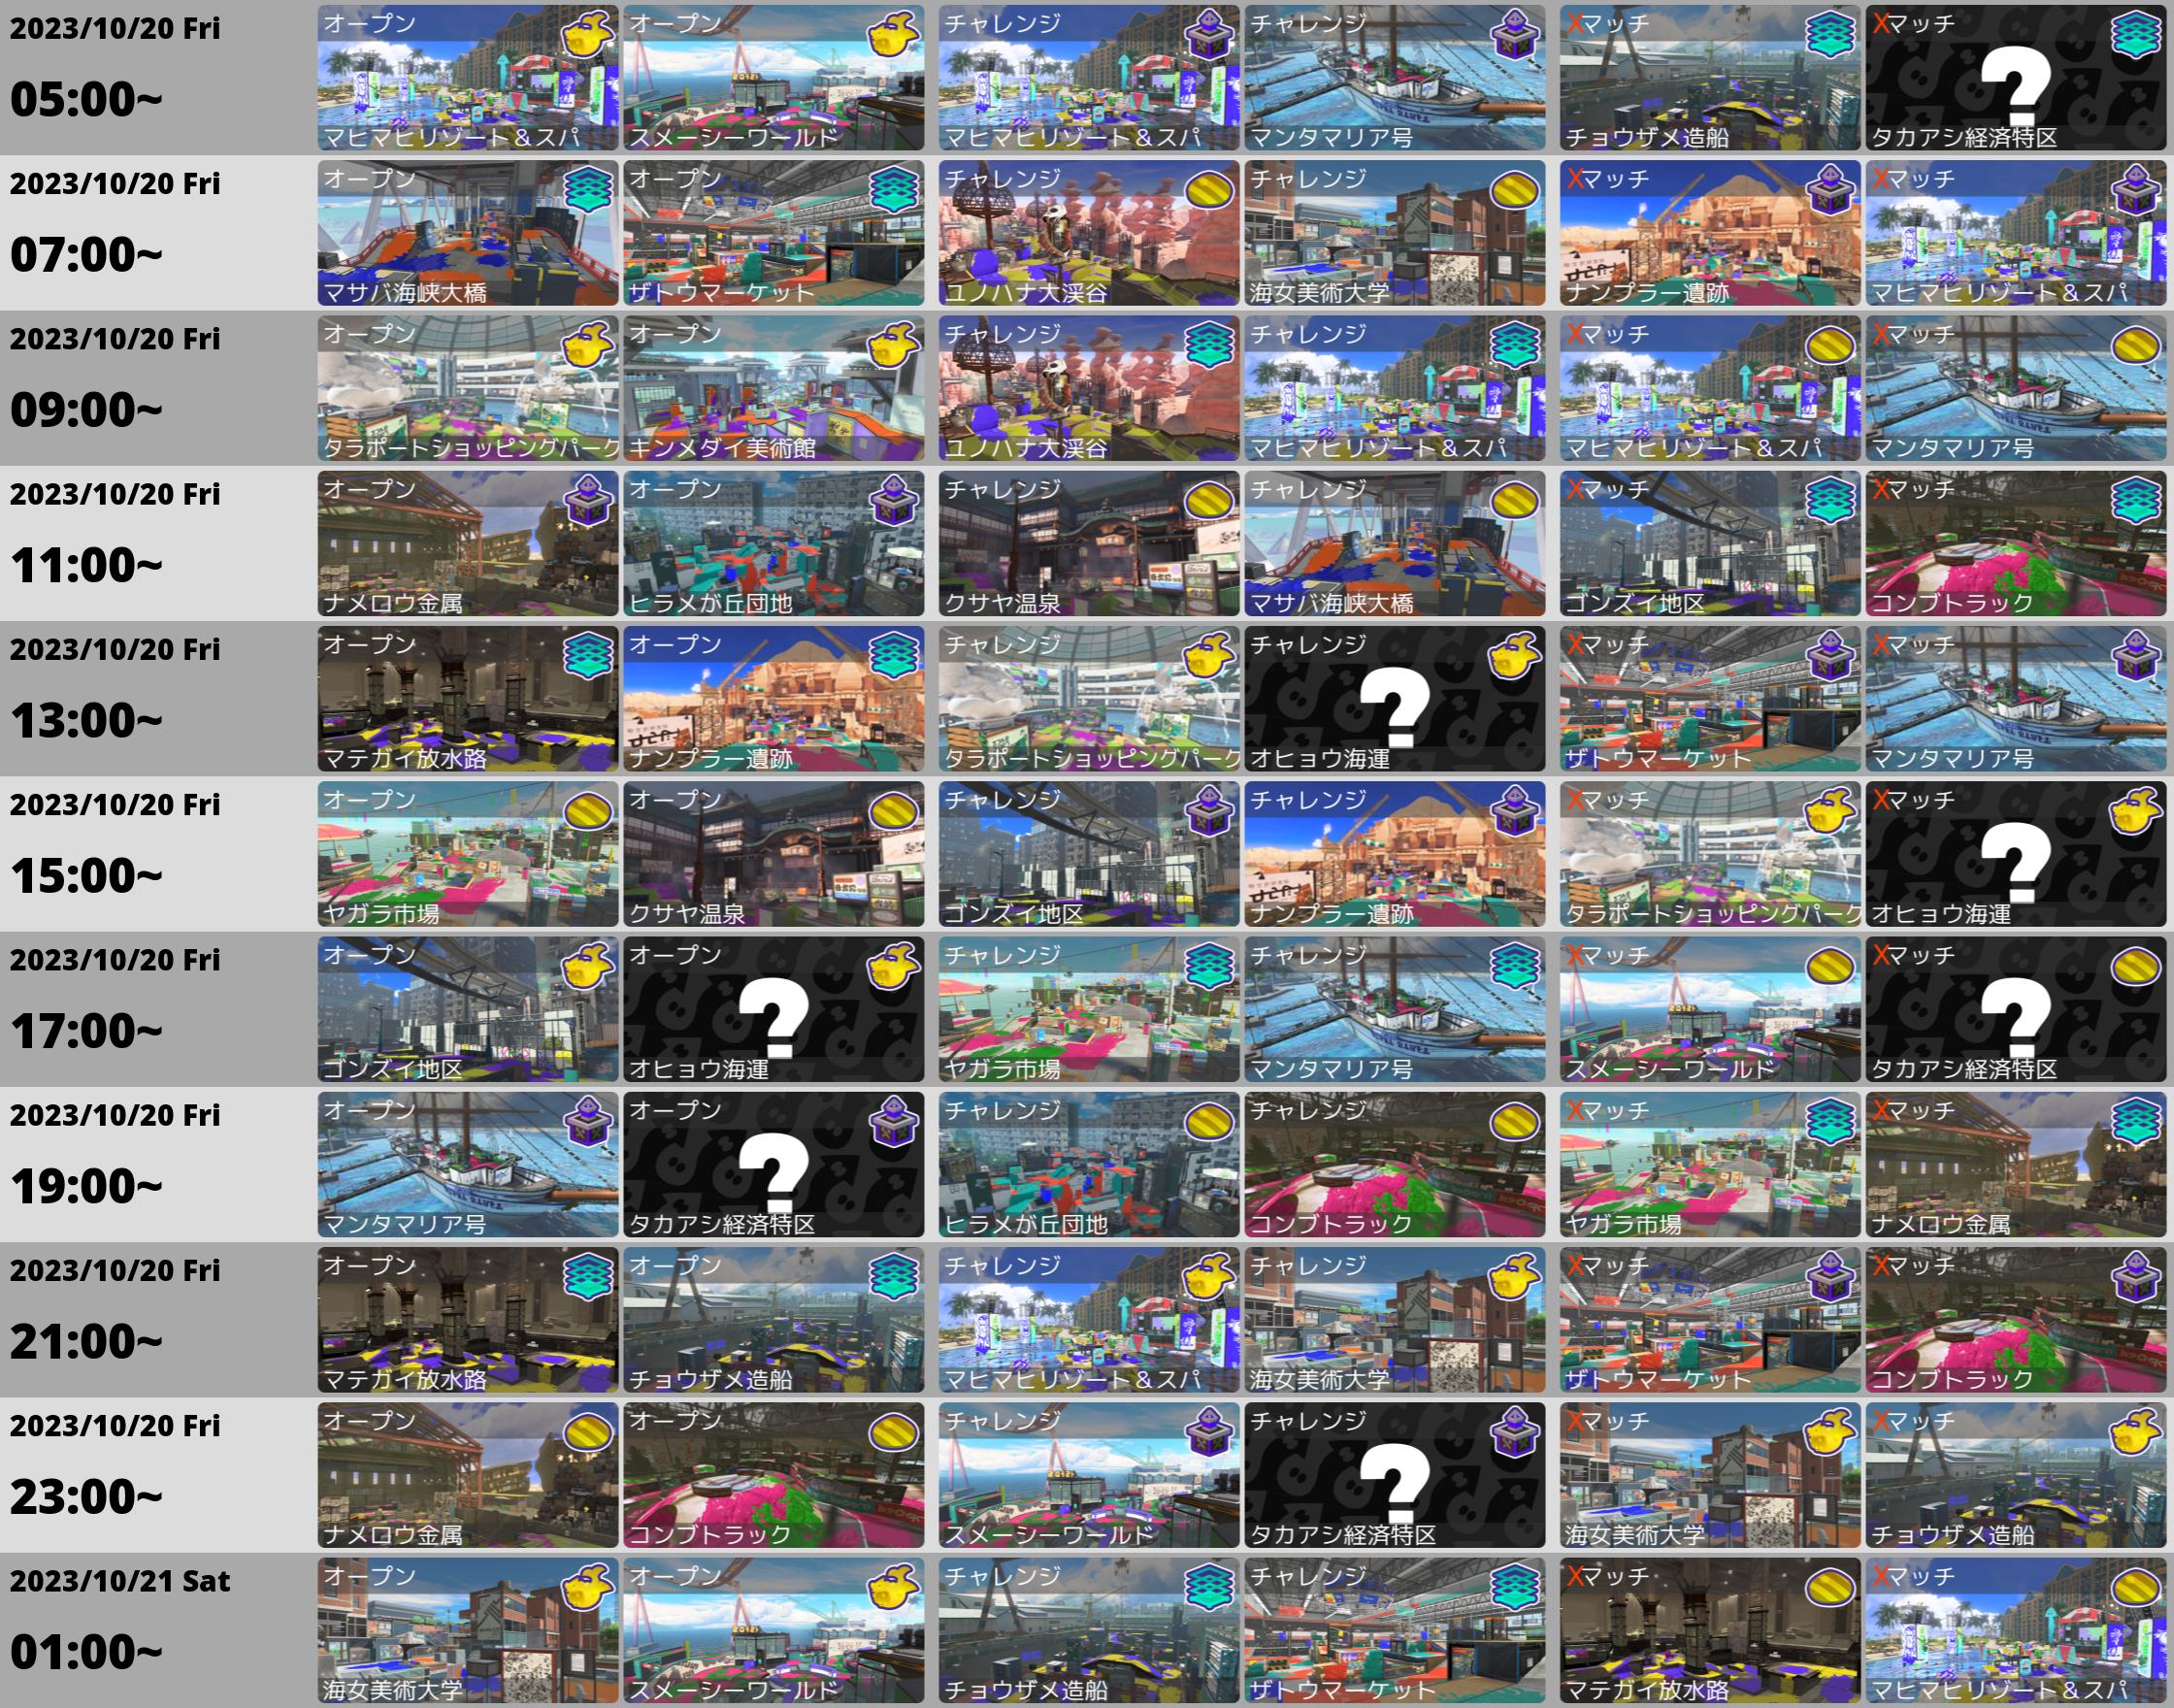 2023/10/20 Fri
05:00~
オープン
マヒマヒリゾート＆スパ
オープン
スメーシーワールド
チャレンジ
マヒマヒリゾート＆スパ
チャレンジ
マンタマリア号
Xマッチ
チョウザメ造船
Xマッチ
タカアシ経済特区
2023/10/20 Fri
07:00~
オープン
マサバ海峡大橋
オープン
ザトウマーケット
チャレンジ
ユノハナ大渓谷
チャレンジ
海女美術大学
Xマッチ
ナンプラー遺跡
Xマッチ
マヒマヒリゾート＆スパ
2023/10/20 Fri
09:00~
オープン
タラポートショッピングパーク
オープン
キンメダイ美術館
チャレンジ
ユノハナ大渓谷
チャレンジ
マヒマヒリゾート＆スパ
Xマッチ
マヒマヒリゾート＆スパ
Xマッチ
マンタマリア号
2023/10/20 Fri
11:00~
オープン
ナメロウ金属
オープン
ヒラメが丘団地
チャレンジ
クサヤ温泉
チャレンジ
マサバ海峡大橋
Xマッチ
ゴンズイ地区
Xマッチ
コンブトラック
2023/10/20 Fri
13:00~
オープン
マテガイ放水路
オープン
ナンプラー遺跡
チャレンジ
タラポートショッピングパーク
チャレンジ
オヒョウ海運
Xマッチ
ザトウマーケット
Xマッチ
マンタマリア号
2023/10/20 Fri
15:00~
オープン
ヤガラ市場
オープン
クサヤ温泉
チャレンジ
ゴンズイ地区
チャレンジ
ナンプラー遺跡
Xマッチ
タラポートショッピングパーク
Xマッチ
オヒョウ海運
2023/10/20 Fri
17:00~
オープン
ゴンズイ地区
オープン
オヒョウ海運
チャレンジ
ヤガラ市場
チャレンジ
マンタマリア号
Xマッチ
スメーシーワールド
Xマッチ
タカアシ経済特区
2023/10/20 Fri
19:00~
オープン
マンタマリア号
オープン
タカアシ経済特区
チャレンジ
ヒラメが丘団地
チャレンジ
コンブトラック
Xマッチ
ヤガラ市場
Xマッチ
ナメロウ金属
2023/10/20 Fri
21:00~
オープン
マテガイ放水路
オープン
チョウザメ造船
チャレンジ
マヒマヒリゾート＆スパ
チャレンジ
海女美術大学
Xマッチ
ザトウマーケット
Xマッチ
コンブトラック
2023/10/20 Fri
23:00~
オープン
ナメロウ金属
オープン
コンブトラック
チャレンジ
スメーシーワールド
チャレンジ
タカアシ経済特区
Xマッチ
海女美術大学
Xマッチ
チョウザメ造船
2023/10/21 Sat
01:00~
オープン
海女美術大学
オープン
スメーシーワールド
チャレンジ
チョウザメ造船
チャレンジ
ザトウマーケット
Xマッチ
マテガイ放水路
Xマッチ
マヒマヒリゾート＆スパ